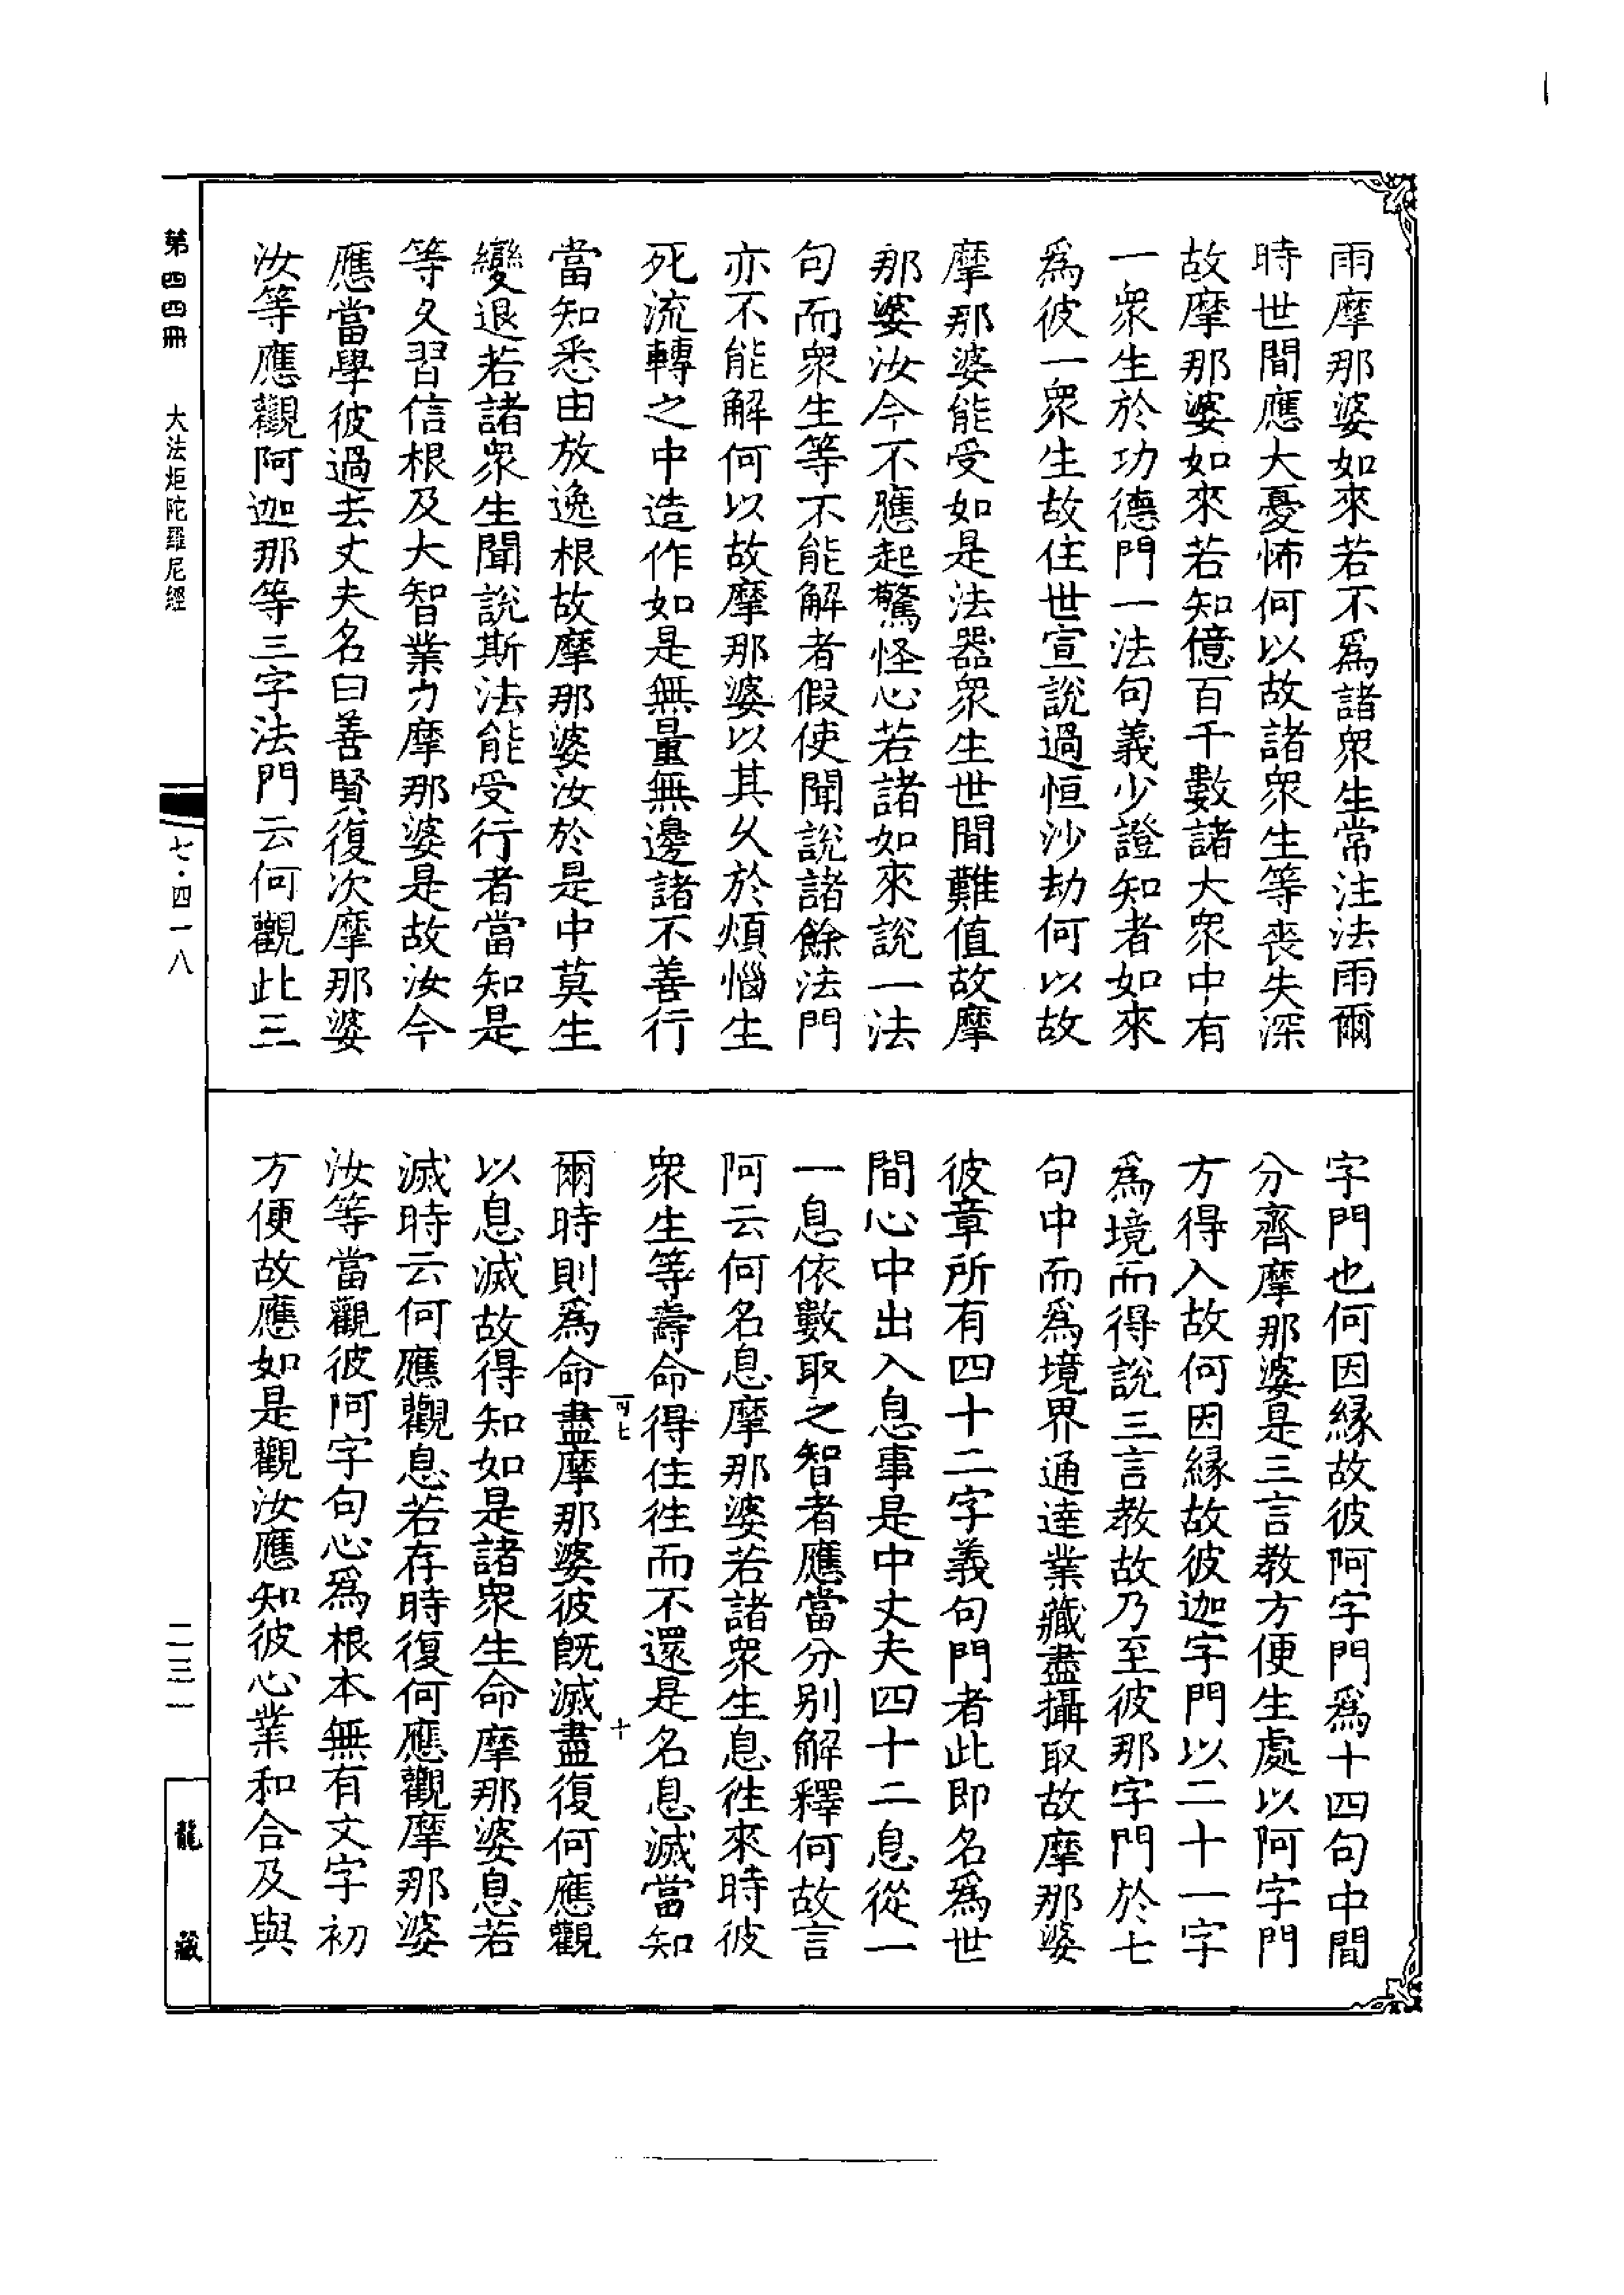 雨摩那婆如來若不爲諸衆生常注法雨爾
時世間應大憂怖何以故諸衆生等喪失深
故摩那婆如來若知億百千數諸大衆中有
一衆生於功德門一法句義少證知者如來
爲彼一衆生故住世宣說過恒沙劫何以故
摩那婆能受如是法器衆生世間難值故摩
那婆汝今不應起驚怪心若諸如來說一法
句而衆生等不能解者假使聞說諸餘法門
亦不能解何以故摩那婆以其久於煩惱生
死流轉之中造作如是無量無邊諸不善行
當知悉由放逸根故摩那婆汝於是中莫生
變退若諸衆生聞說斯法能受行者當知是
等久習信根及大智業力摩那婆是故汝今
應當學彼過去丈夫名曰善賢復次摩那婆
汝等應觀阿迦那等三字法門云何觀此三
字門也何因緣故彼阿字門爲十四句中間
分齊摩那婆是三言教方便生處以阿字門
方得入故何因緣故彼迦字門以二十一字
爲境而得說三言教故乃至彼那字門於七
句中而爲境界通達業藏盡攝取故摩那婆
彼章所有四十二字義句門者此即名爲世
間心中出入息事是中丈夫四十二息從一
一息依數取之智者應當分别解釋何故言
阿云何名息摩那婆若諸衆生息徃來時彼
衆生等壽命得住徃而不還是名息滅當知
爾時則爲命盡摩那婆彼旣滅盡復何應觀
以息滅故得知如是諸衆生命摩那婆息若
滅時云何應觀息若存時復何應觀摩那婆
汝等當觀彼阿字句心爲根本無有文字初
方便故應如是觀汝應知彼心業和合及與
可七
十
第四四冊
大法炬陀羅尼經
七·四一八
二三一
龍藏